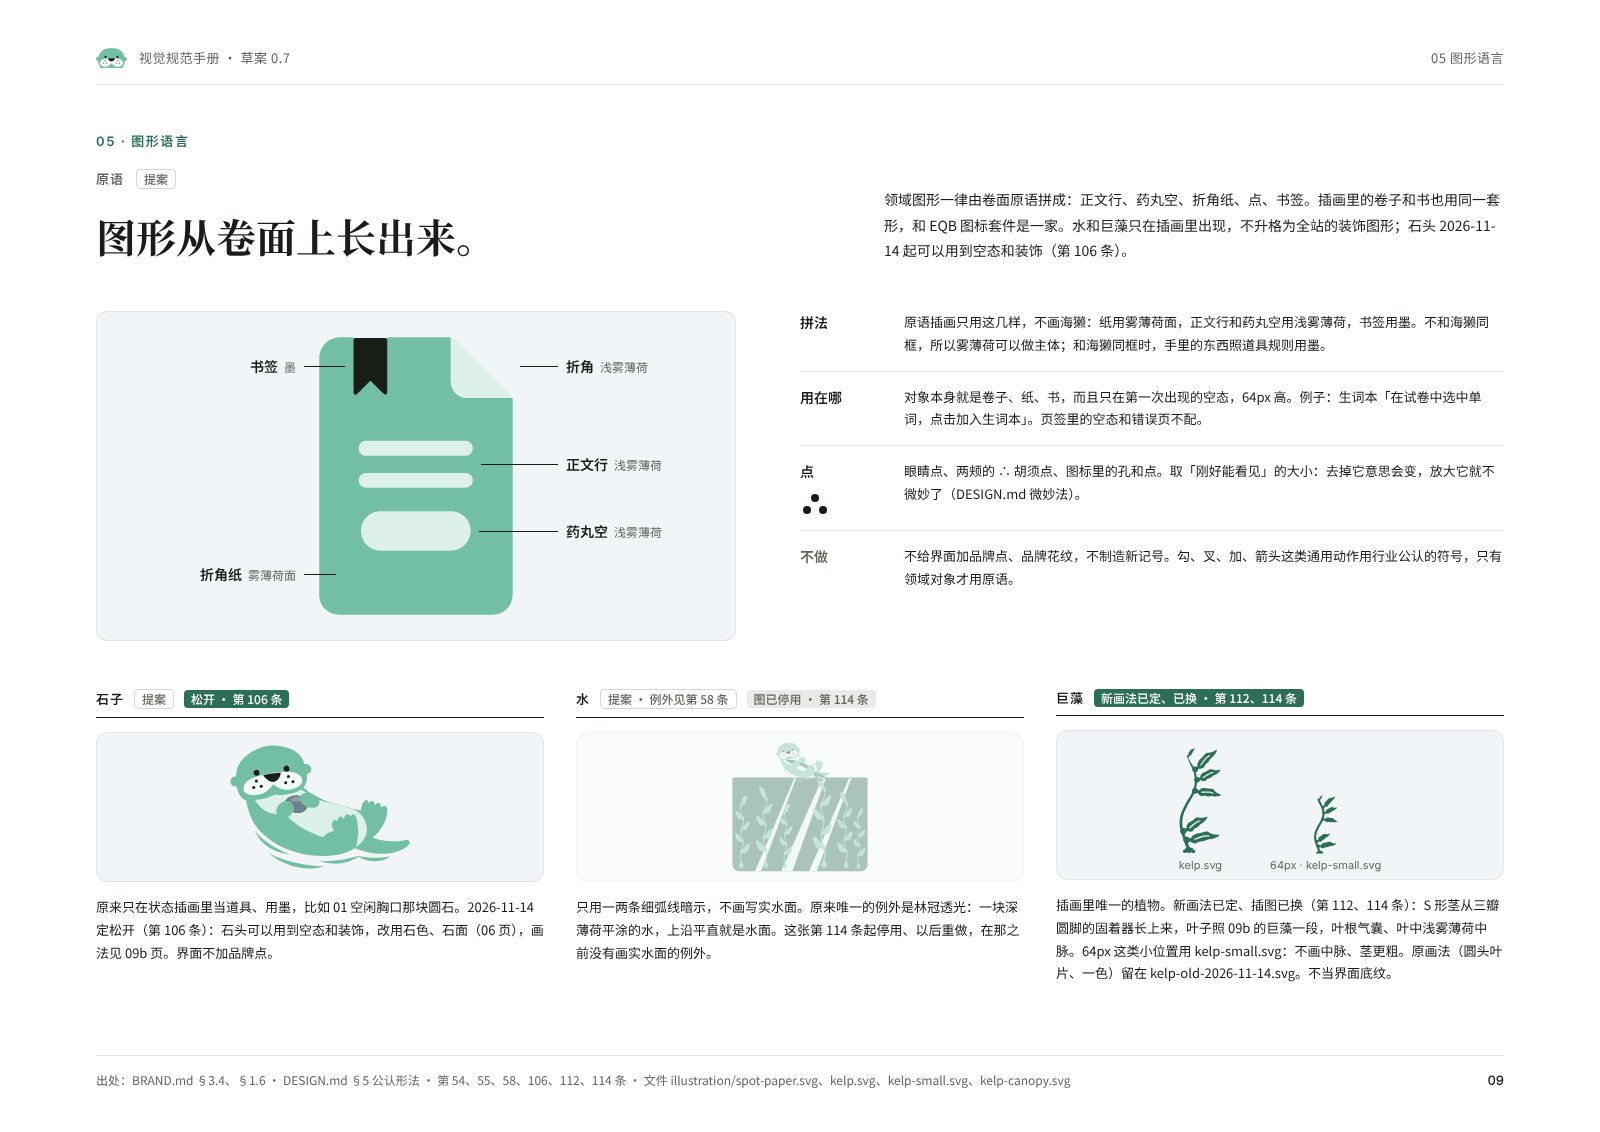 视觉规范手册 · 草案 0.7
05 图形语言
05 · 图形语言
原语 提案
图形从卷面上长出来。
领域图形一律由卷面原语拼成：正文行、药丸空、折角纸、点、书签。插画里的卷子和书也用同一套
形，和 EQB 图标套件是一家。水和巨藻只在插画里出现，不升格为全站的装饰图形；石头 2026-11-
14 起可以用到空态和装饰（第 106 条）。
书签 墨
折角 浅雾薄荷
正文行 浅雾薄荷
药丸空 浅雾薄荷
折角纸 雾薄荷面
拼法
原语插画只用这几样，不画海獭：纸用雾薄荷面，正文行和药丸空用浅雾薄荷，书签用墨。不和海獭同
框，所以雾薄荷可以做主体；和海獭同框时，手里的东西照道具规则用墨。
用在哪
对象本身就是卷子、纸、书，而且只在第一次出现的空态，64px 高。例子：生词本「在试卷中选中单
词，点击加入生词本」。页签里的空态和错误页不配。
点
眼睛点、两颊的 ∴ 胡须点、图标里的孔和点。取「刚好能看见」的大小：去掉它意思会变，放大它就不
微妙了（DESIGN.md 微妙法）。
不做
不给界面加品牌点、品牌花纹，不制造新记号。勾、叉、加、箭头这类通用动作用行业公认的符号，只有
领域对象才用原语。
石子 提案 松开 · 第 106 条
原来只在状态插画里当道具、用墨，比如 01 空闲胸口那块圆石。2026-11-14
定松开（第 106 条）：石头可以用到空态和装饰，改用石色、石面（06 页），画
法见 09b 页。界面不加品牌点。
水 提案 · 例外见第 58 条 图已停用 · 第 114 条
只用一两条细弧线暗示，不画写实水面。原来唯一的例外是林冠透光：一块深
薄荷平涂的水，上沿平直就是水面。这张第 114 条起停用、以后重做，在那之
前没有画实水面的例外。
巨藻 新画法已定、已换 · 第 112、114 条
kelp.svg
64px · kelp-small.svg
插画里唯一的植物。新画法已定、插图已换（第 112、114 条）：S 形茎从三瓣
圆脚的固着器长上来，叶子照 09b 的巨藻一段，叶根气囊、叶中浅雾薄荷中
脉。64px 这类小位置用 kelp-small.svg：不画中脉、茎更粗。原画法（圆头叶
片、一色）留在 kelp-old-2026-11-14.svg。不当界面底纹。
出处：BRAND.md §3.4、§1.6 · DESIGN.md §5 公认形法 · 第 54、55、58、106、112、114 条 · 文件 illustration/spot-paper.svg、kelp.svg、kelp-small.svg、kelp-canopy.svg
09